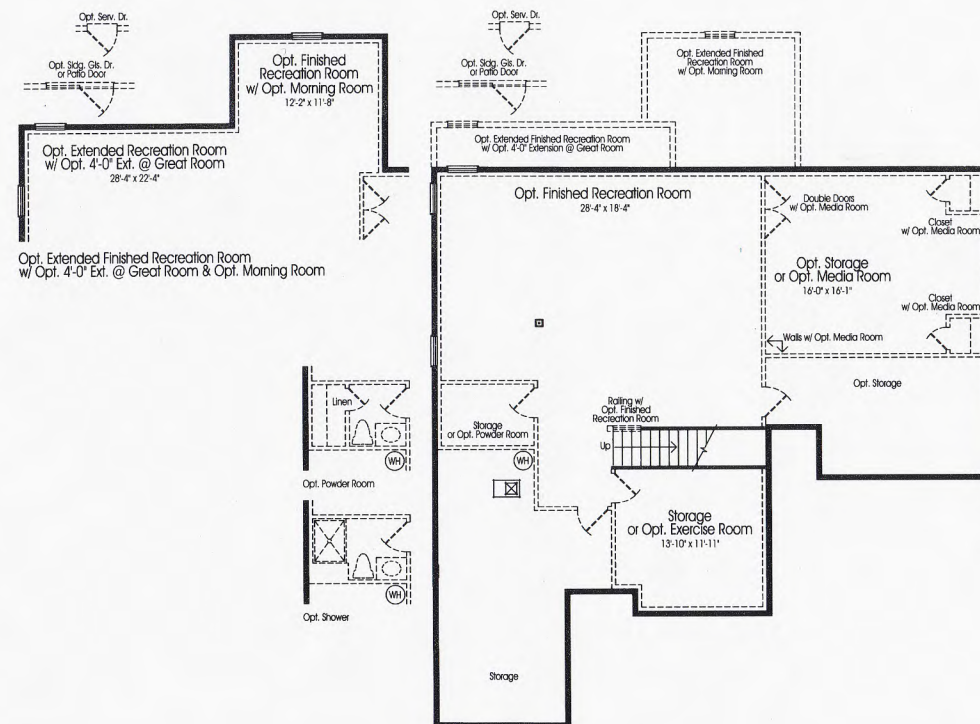 Opt. Serv. Dr.
Opt. Sldg. Gls. Dr.
or Patio Door
Opt. Finished
Recreation Room
w/ Opt. Morning Room
12'-2" x 11'-8"
Opt. Extended Recreation Room
w/ Opt. 4'-0" Ext. @ Great Room
28'-4" x 22'-4"
Opt. Extended Finished Recreation Room
w/ Opt. 4'-0" Ext. @ Great Room & Opt. Morning Room
Opt. Serv. Dr.
Opt. Sldg. Gls. Dr.
or Patio Door
Opt. Extended Finished
Recreation Room
w/ Opt. Morning Room
Opt. Extended Finished Recreation Room
w/ Opt. 4'-0" Extension @ Great Room
Opt. Finished Recreation Room
28'-4" x 18'-4"
Double Doors
w/ Opt. Media Room
Closet
w/ Opt. Media Room
Opt. Storage
or Opt. Media Room
16'-0" x 16'-1"
Closet
w/ Opt. Media Room
Walls w/ Opt. Media Room
Opt. Storage
Linen
WH
Opt. Powder Room
WH
Opt. Shower
Storage
or Opt. Powder Room
WH
Railing w/
Opt. Finished
Recreation Room
Up
Storage
or Opt. Exercise Room
13'-10" x 11'-11"
Storage